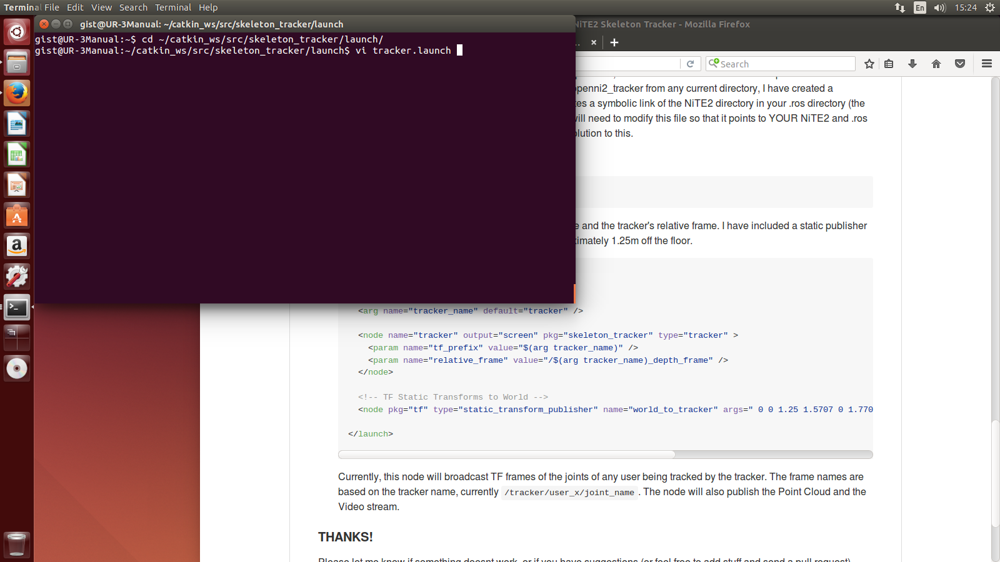 Terminal File Edit View Search Terminal Help
En 15:24
gist@UR-3Manual: ~/catkin_ws/src/skeleton_tracker/launch
NiTE2 Skeleton Tracker - Mozilla Firefox
gist@UR-3Manual:~$ cd ~/catkin_ws/src/skeleton_tracker/launch/
gist@UR-3Manual:~/catkin_ws/src/skeleton_tracker/launch$ vi tracker.launch
Search
openni2_tracker from any current directory, I have created a
es a symbolic link of the NiTE2 directory in your .ros directory (the
will need to modify this file so that it points to YOUR NiTE2 and .ros
olution to this.
e and the tracker's relative frame. I have included a static publisher
ximately 1.25m off the floor.
<arg name="tracker_name" default="tracker" />
<node name="tracker" output="screen" pkg="skeleton_tracker" type="tracker" >
<param name="tf_prefix" value="$(arg tracker_name)" />
<param name="relative_frame" value="/$(arg tracker_name)_depth_frame" />
</node>
<!-- TF Static Transforms to World -->
<node pkg="tf" type="static_transform_publisher" name="world_to_tracker" args=" 0 0 1.25 1.5707 0 1.770
</launch>
Currently, this node will broadcast TF frames of the joints of any user being tracked by the tracker. The frame names are
based on the tracker name, currently /tracker/user_x/joint_name . The node will also publish the Point Cloud and the
Video stream.
THANKS!
Please let me know if something doesnt work, or if you have suggestions (or feel free to add stuff and send a pull request)